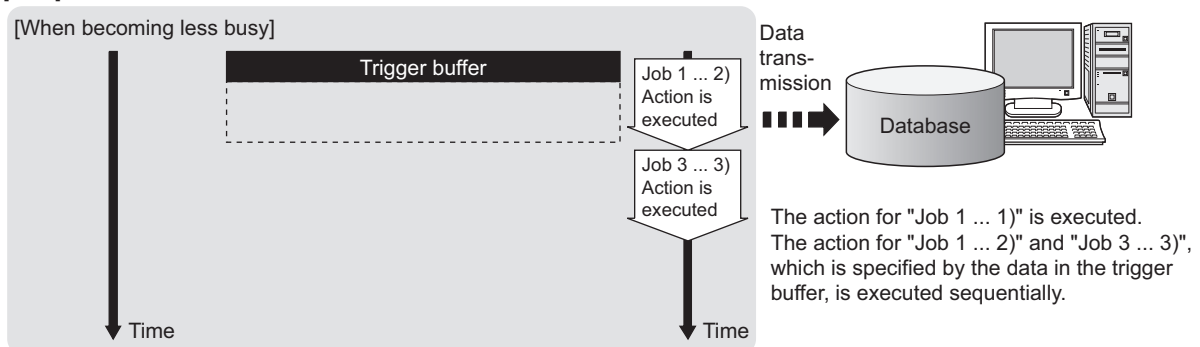 [When becoming less busy]
Trigger buffer
Job 1 ... 2)
Action is
executed
Job 3 ... 3)
Action is
executed
Time
Time
Data
trans-
mission
Database
The action for "Job 1 ... 1)" is executed.
The action for "Job 1 ... 2)" and "Job 3 ... 3)",
which is specified by the data in the trigger
buffer, is executed sequentially.